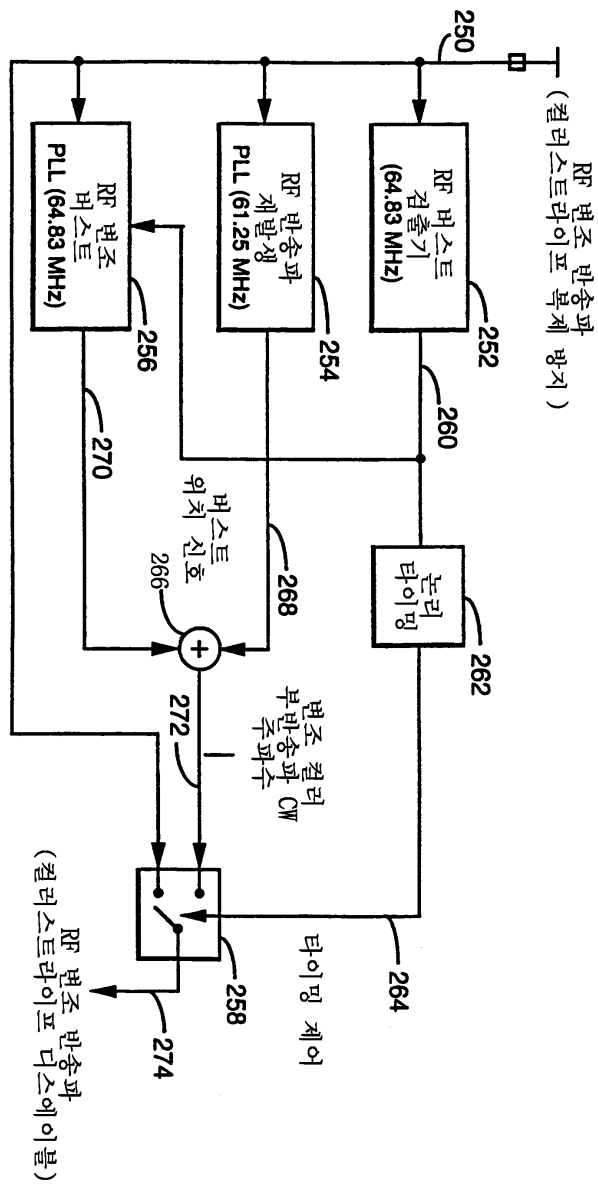 RF 변조 반송파
(컬러스트라이프 복제 방지)
250
RF 버스트
검출기
(64.83 MHz)
252
260
논리
타이밍
262
264
타이밍 제어
RF 반송파
재발생
PLL (61.25 MHz)
254
268
버스트
위치 신호
266
+
변조 컬러
부반송파 CW
주파수
272
258
RF 변조
버스트
PLL (64.83 MHz)
256
270
274
RF 변조 반송파
(컬러스트라이프 디스에이블)